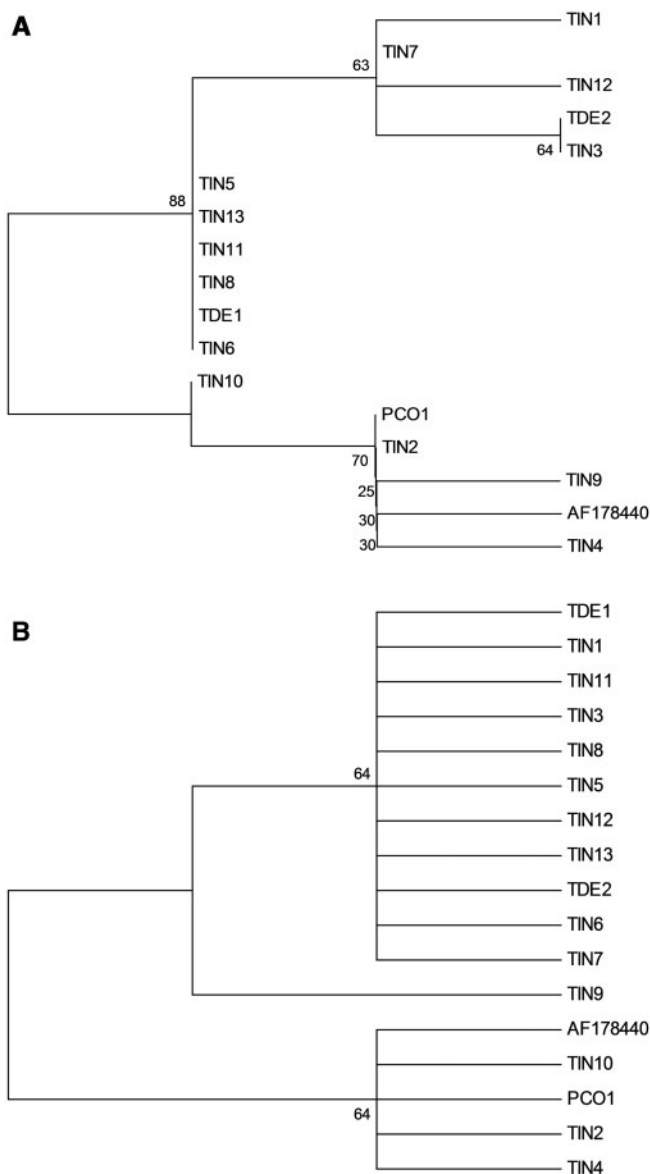 A
TIN1
63
TIN7
TIN12
TDE2
64
TIN3
88
TIN5
TIN13
TIN11
TIN8
TDE1
TIN6
TIN10
PCO1
TIN2
70
TIN9
25
AF178440
30
TIN4
30
B
TDE1
TIN1
TIN11
TIN3
TIN8
64
TIN5
TIN12
TIN13
TDE2
TIN6
TIN7
TIN9
AF178440
TIN10
PCO1
64
TIN2
TIN4